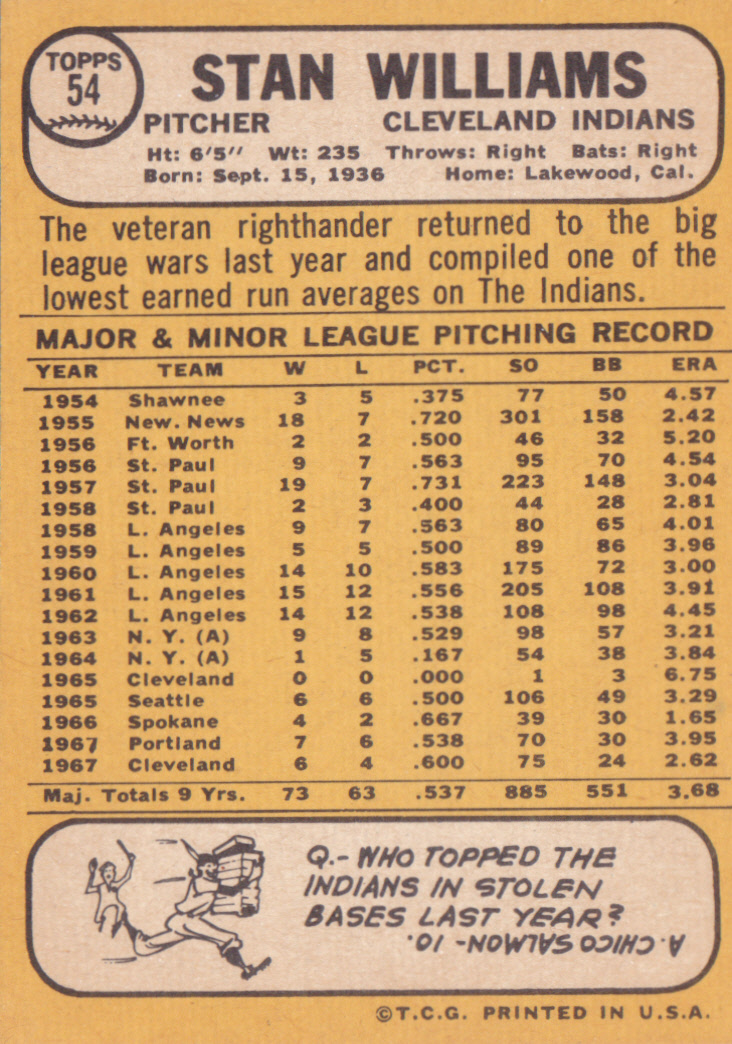 TOPPS
54
STAN WILLIAMS
PITCHER CLEVELAND INDIANS
Ht: 6'5" Wt: 235 Throws: Right Bats: Right
Born: Sept. 15, 1936 Home: Lakewood, Cal.
The veteran righthander returned to the big
league wars last year and compiled one of the
lowest earned run averages on The Indians.
MAJOR & MINOR LEAGUE PITCHING RECORD
YEAR TEAM W L PCT. SO BB ERA
1954 Shawnee 3 5 .375 77 50 4.57
1955 New. News 18 7 .720 301 158 2.42
1956 Ft. Worth 2 2 .500 46 32 5.20
1956 St. Paul 9 7 .563 95 70 4.54
1957 St. Paul 19 7 .731 223 148 3.04
1958 St. Paul 2 3 .400 44 28 2.81
1958 L. Angeles 9 7 .563 80 65 4.01
1959 L. Angeles 5 5 .500 89 86 3.96
1960 L. Angeles 14 10 .583 175 72 3.00
1961 L. Angeles 15 12 .556 205 108 3.91
1962 L. Angeles 14 12 .538 108 98 4.45
1963 N. Y. (A) 9 8 .529 98 57 3.21
1964 N. Y. (A) 1 5 .167 54 38 3.84
1965 Cleveland 0 0 .000 1 3 6.75
1965 Seattle 6 6 .500 106 49 3.29
1966 Spokane 4 2 .667 39 30 1.65
1967 Portland 7 6 .538 70 30 3.95
1967 Cleveland 6 4 .600 75 24 2.62
Maj. Totals 9 Yrs. 73 63 .537 885 551 3.68
Q.- WHO TOPPED THE
INDIANS IN STOLEN
BASES LAST YEAR?
A. CHICO SALMON- 10.
©T.C.G. PRINTED IN U.S.A.